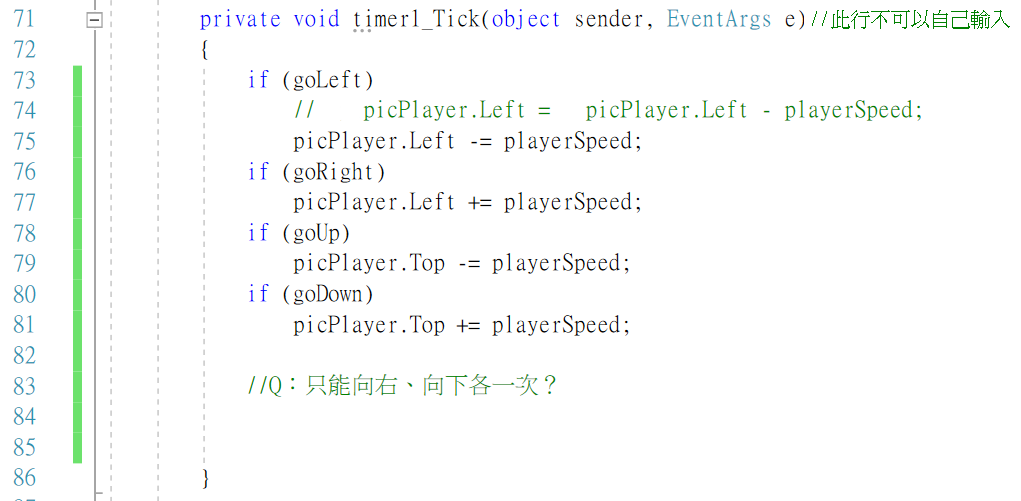 71 private void timer1_Tick(object sender, EventArgs e)//此行不可以自己輸入
72 {
73 if (goLeft)
74 //    picPlayer.Left =   picPlayer.Left - playerSpeed;
75 picPlayer.Left -= playerSpeed;
76 if (goRight)
77 picPlayer.Left += playerSpeed;
78 if (goUp)
79 picPlayer.Top -= playerSpeed;
80 if (goDown)
81 picPlayer.Top += playerSpeed;
82
83 //Q：只能向右、向下各一次？
84
85
86 }